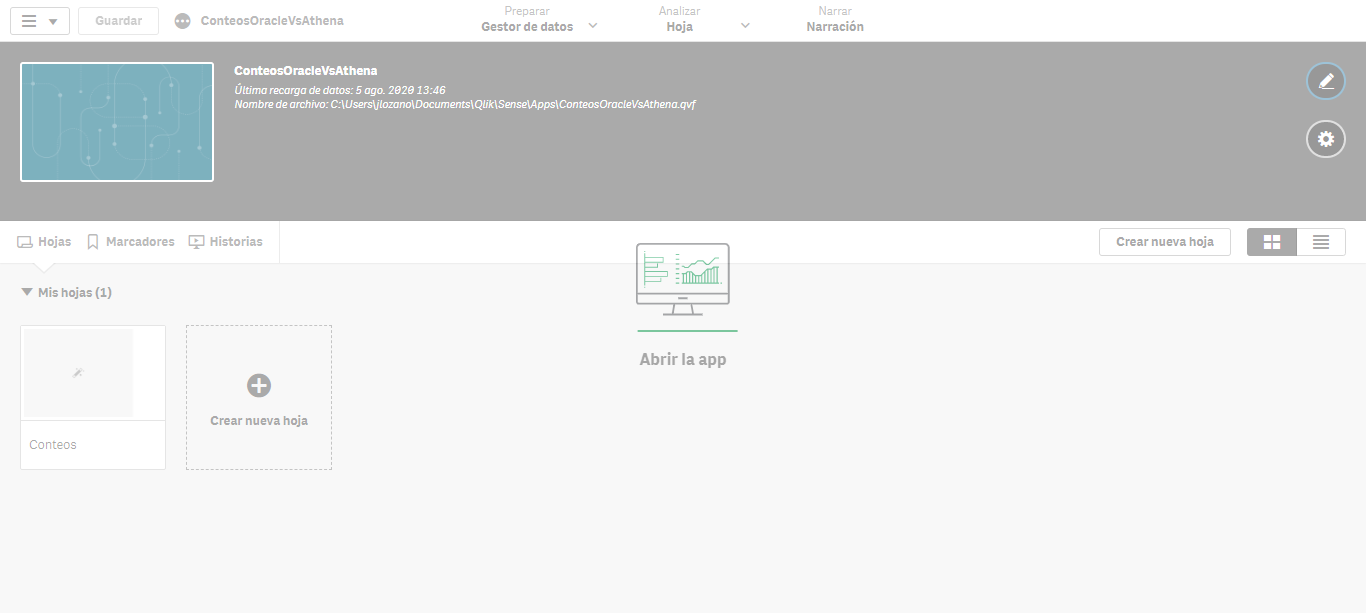 Guardar
ConteosOracleVsAthena
Preparar
Gestor de datos
Analizar
Hoja
Narrar
Narración
ConteosOracleVsAthena
Última recarga de datos: 5 ago. 2020 13:46
Nombre de archivo: C:\Users\jlozano\Documents\Qlik\Sense\Apps\ConteosOracleVsAthena.qvf
Hojas
Marcadores
Historias
Crear nueva hoja
Mis hojas (1)
Abrir la app
Crear nueva hoja
Conteos